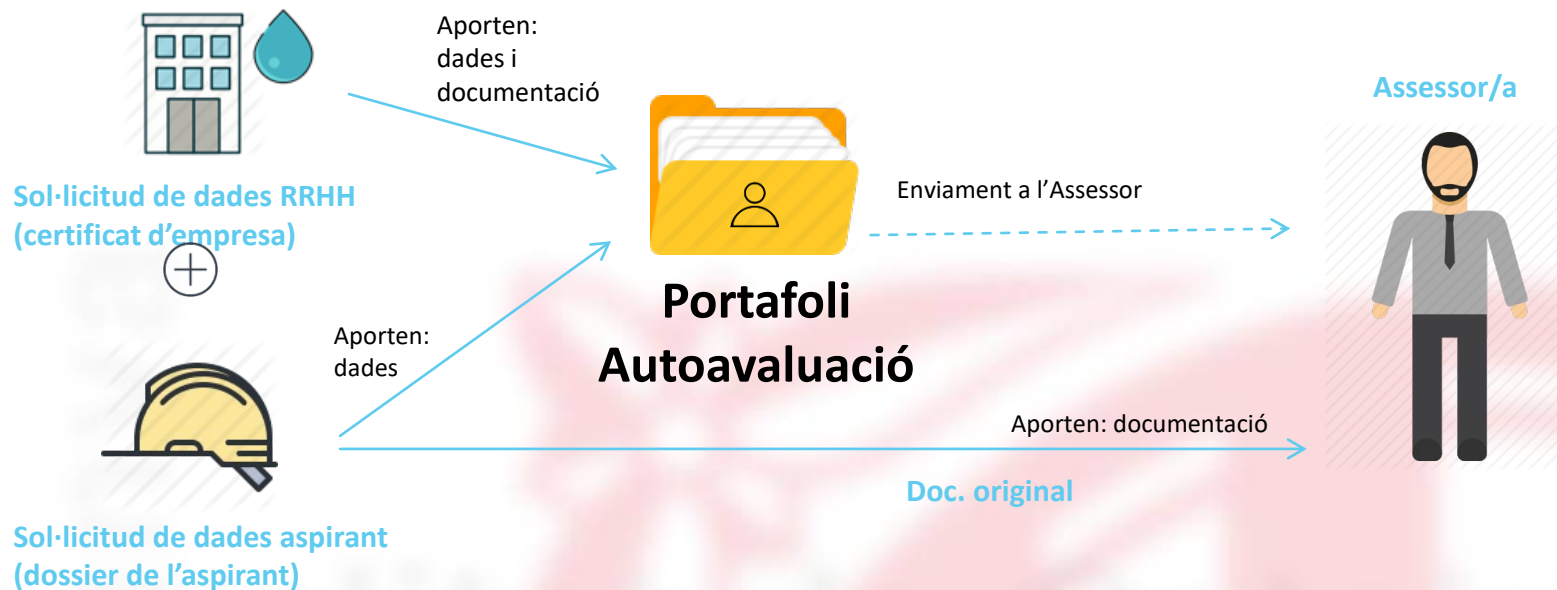 Aporten:
dades i
documentació
Sol·licitud de dades RRHH
(certificat d’empresa)
Aporten:
dades
Sol·licitud de dades aspirant
(dossier de l’aspirant)
Portafoli
Autoavaluació
Enviament a l’Assessor
Aporten: documentació
Doc. original
Assessor/a